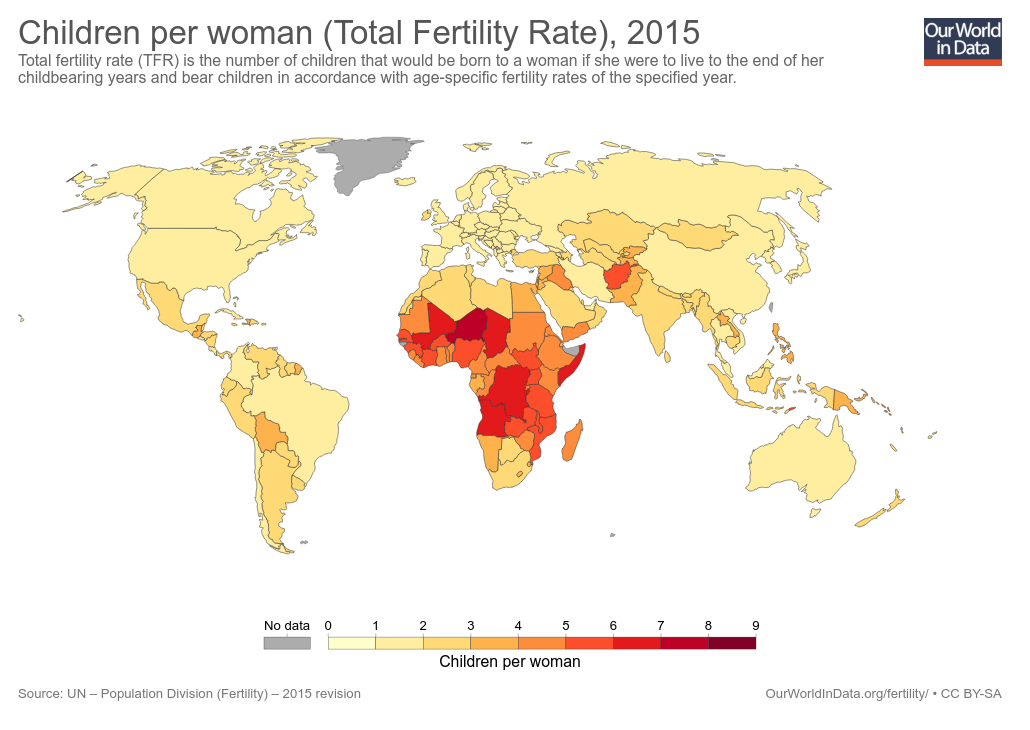 Children per woman (Total Fertility Rate), 2015
Our World
in Data
Total fertility rate (TFR) is the number of children that would be born to a woman if she were to live to the end of her
childbearing years and bear children in accordance with age-specific fertility rates of the specified year.
No data 0 1 2 3 4 5 6 7 8 9
Children per woman
Source: UN – Population Division (Fertility) – 2015 revision
OurWorldInData.org/fertility/ • CC BY-SA